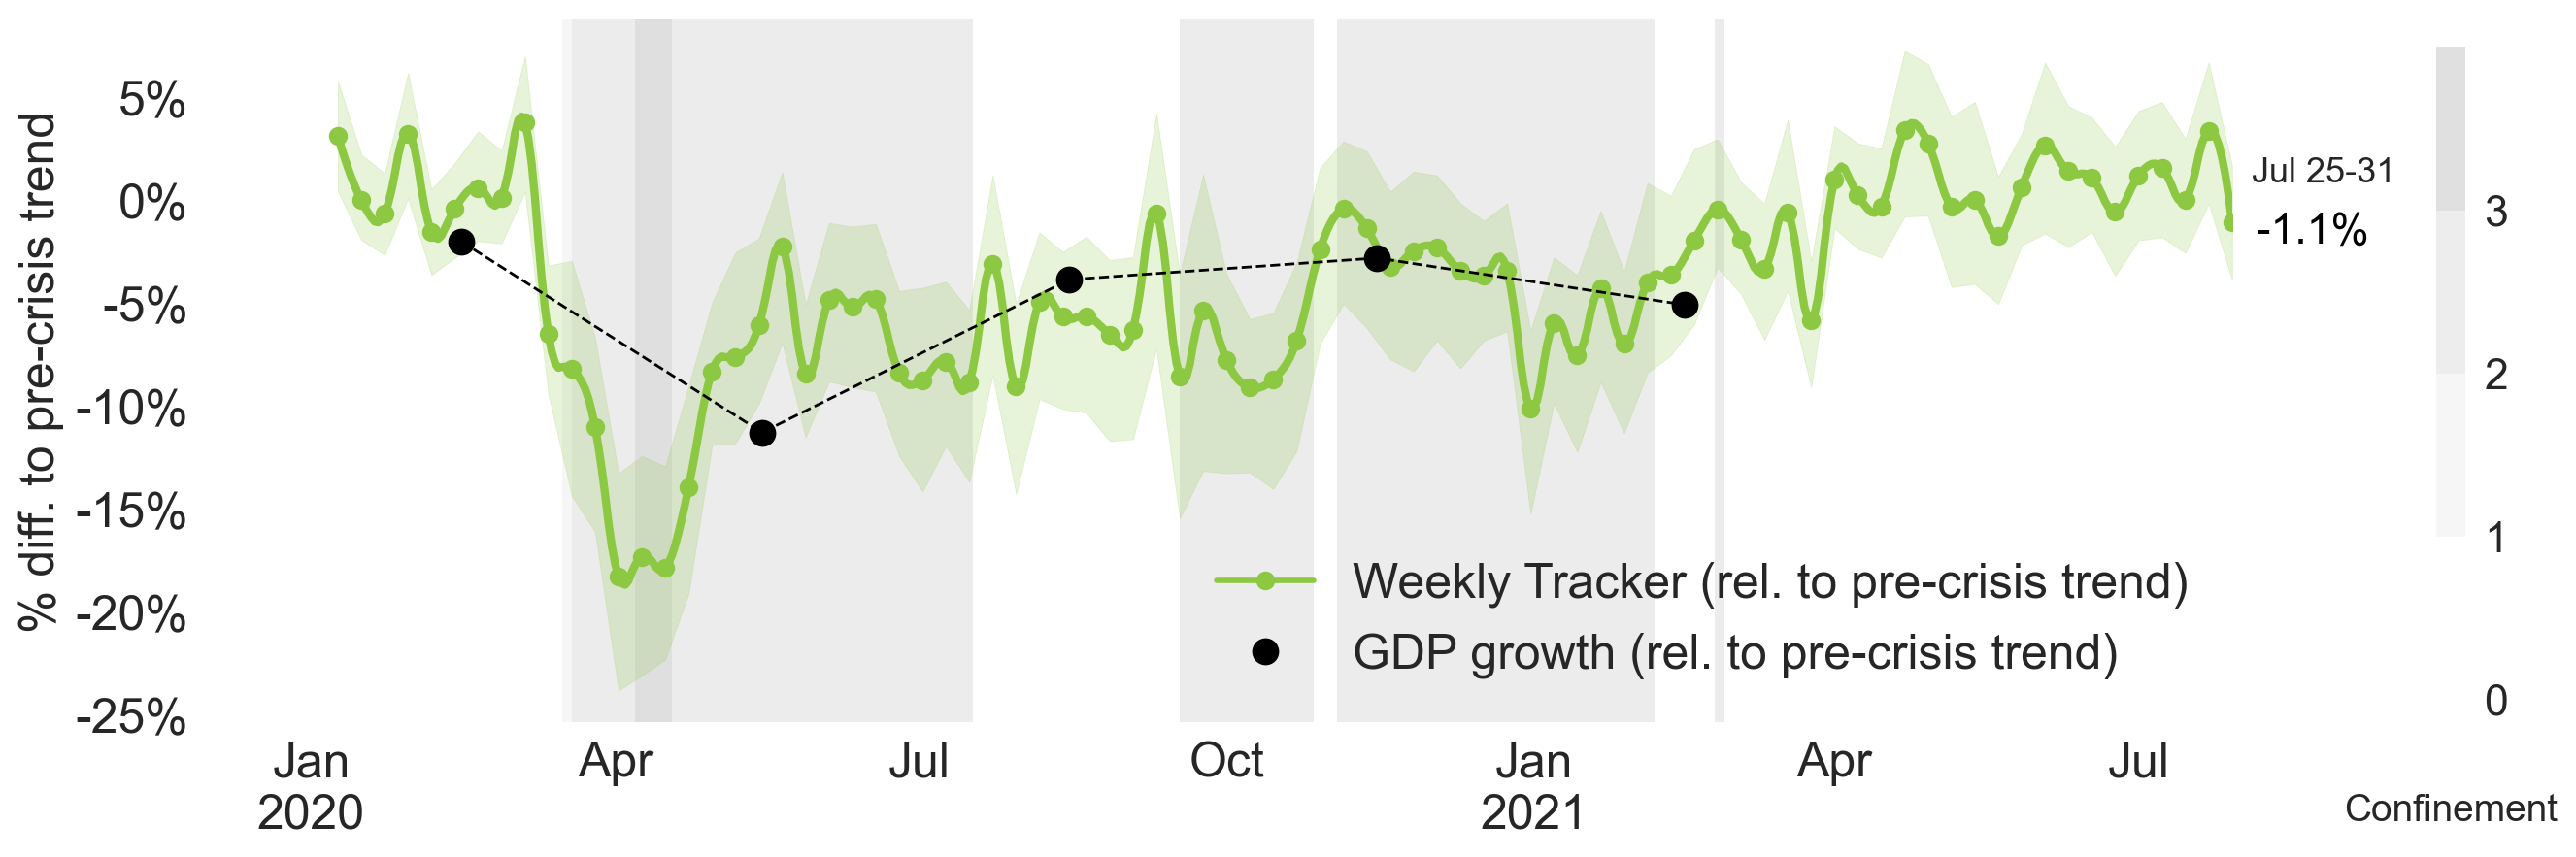 % diff. to pre-crisis trend
5%
0%
-5%
-10%
-15%
-20%
-25%
Jan
2020
Apr
Jul
Oct
Jan
2021
Apr
Jul
Weekly Tracker (rel. to pre-crisis trend)
GDP growth (rel. to pre-crisis trend)
Jul 25-31
-1.1%
3
2
1
0
Confinement